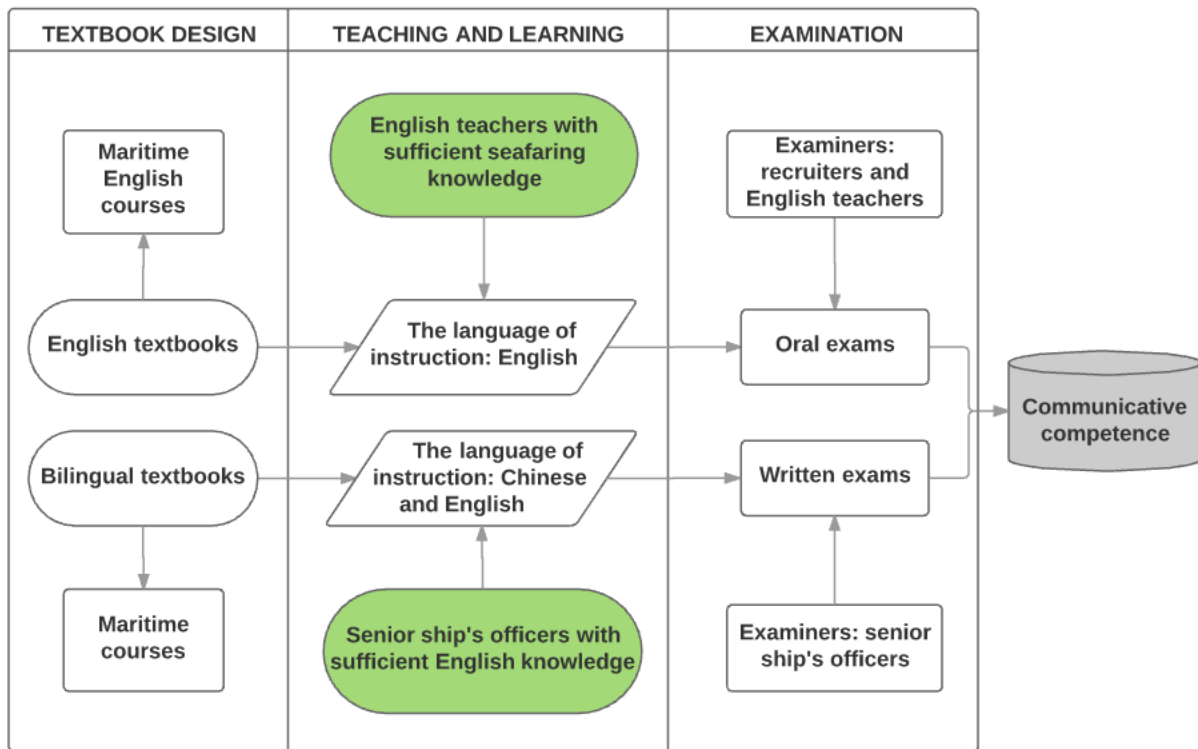 TEXTBOOK DESIGN
TEACHING AND LEARNING
EXAMINATION
Maritime
English
courses
English teachers with
sufficient seafaring
knowledge
Examiners:
recruiters and
English teachers
English textbooks
The language of
instruction: English
Oral exams
Communicative
competence
Bilingual textbooks
The language of
instruction: Chinese
and English
Written exams
Maritime
courses
Senior ship's officers with
sufficient English knowledge
Examiners: senior
ship's officers